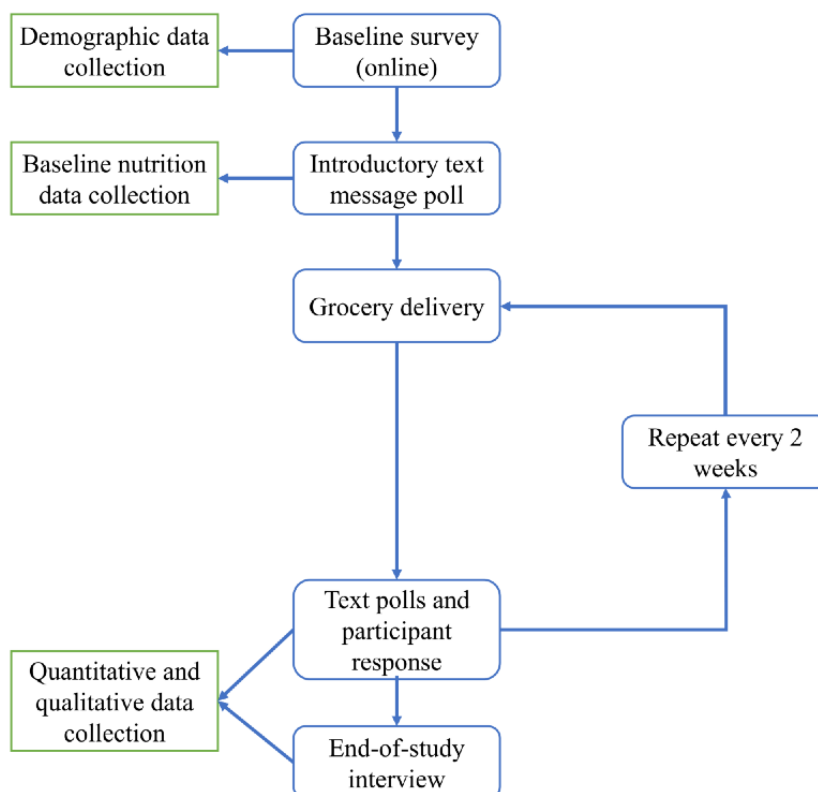 Demographic data
collection
Baseline survey
(online)
Baseline nutrition
data collection
Introductory text
message poll
Grocery delivery
Repeat every 2
weeks
Text polls and
participant
response
Quantitative and
qualitative data
collection
End-of-study
interview